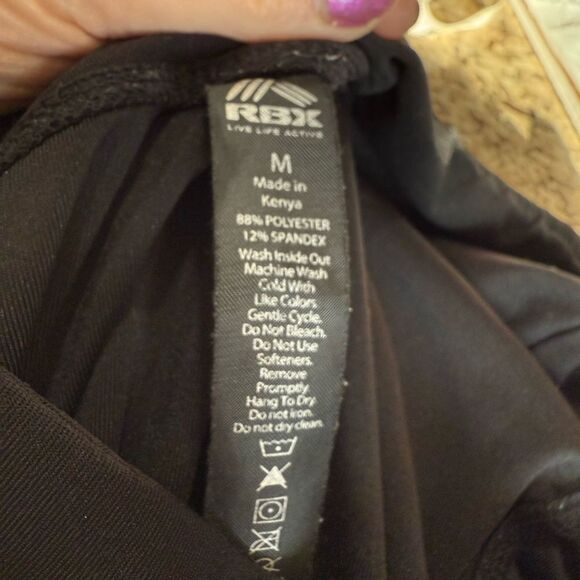 RBX
LIVE LIFE ACTIVE
M
Made in
Kenya
88% POLYESTER
12% SPANDEX
Wash Inside Out
Machine Wash
Cold With
Like Colors.
Gentle Cycle.
Do Not Bleach.
Do Not Use
Softeners.
Remove
Promptly.
Hang To Dry.
Do not iron.
Do not dry clean.